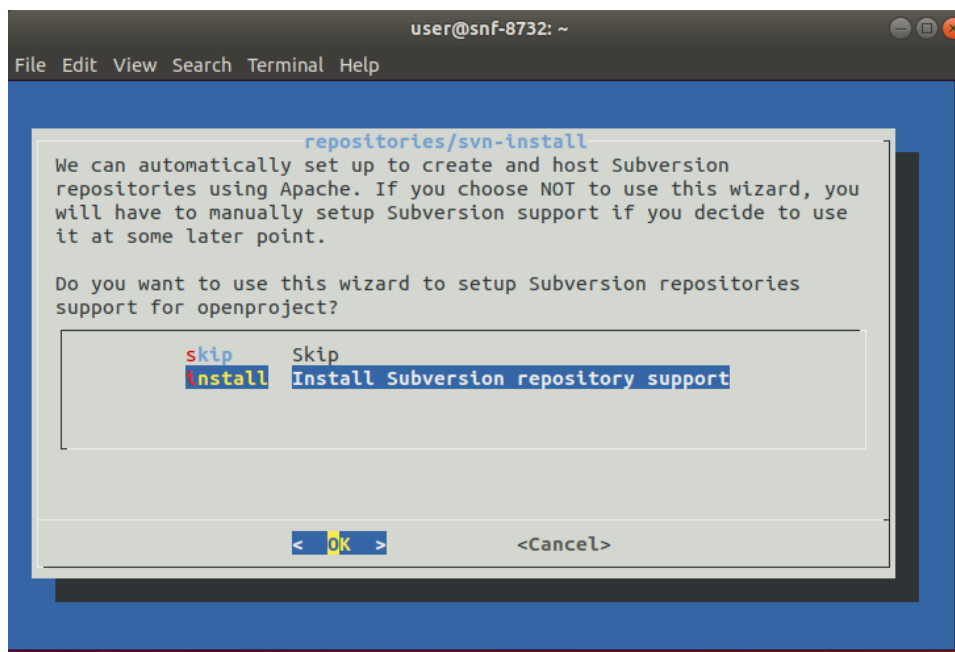 user@snf-8732: ~
File Edit View Search Terminal Help
repositories/svn-install
We can automatically set up to create and host Subversion
repositories using Apache. If you choose NOT to use this wizard, you
will have to manually setup Subversion support if you decide to use
it at some later point.
Do you want to use this wizard to setup Subversion repositories
support for openproject?
skip Skip
install Install Subversion repository support
< OK > <Cancel>